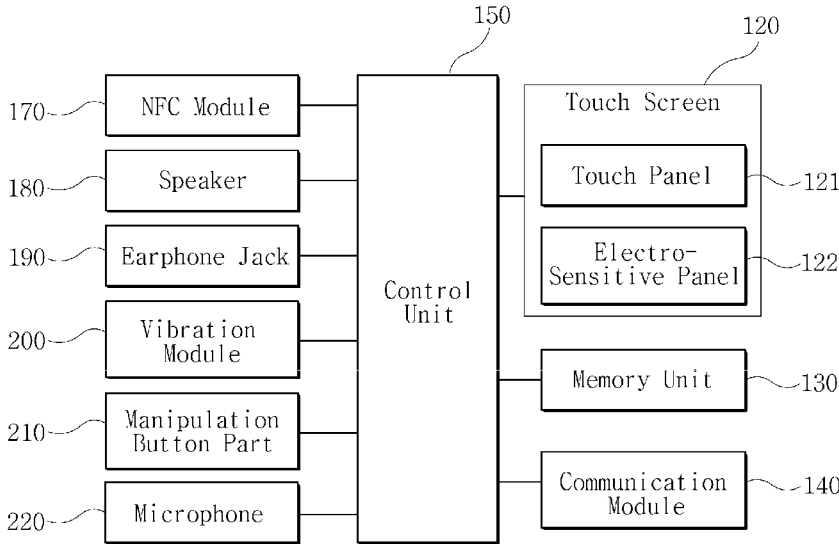 150
120
170
NFC Module
180
Speaker
190
Earphone Jack
200
Vibration
Module
210
Manipulation
Button Part
220
Microphone
Control
Unit
Touch Screen
Touch Panel
121
Electro-
Sensitive Panel
122
Memory Unit
130
Communication
Module
140